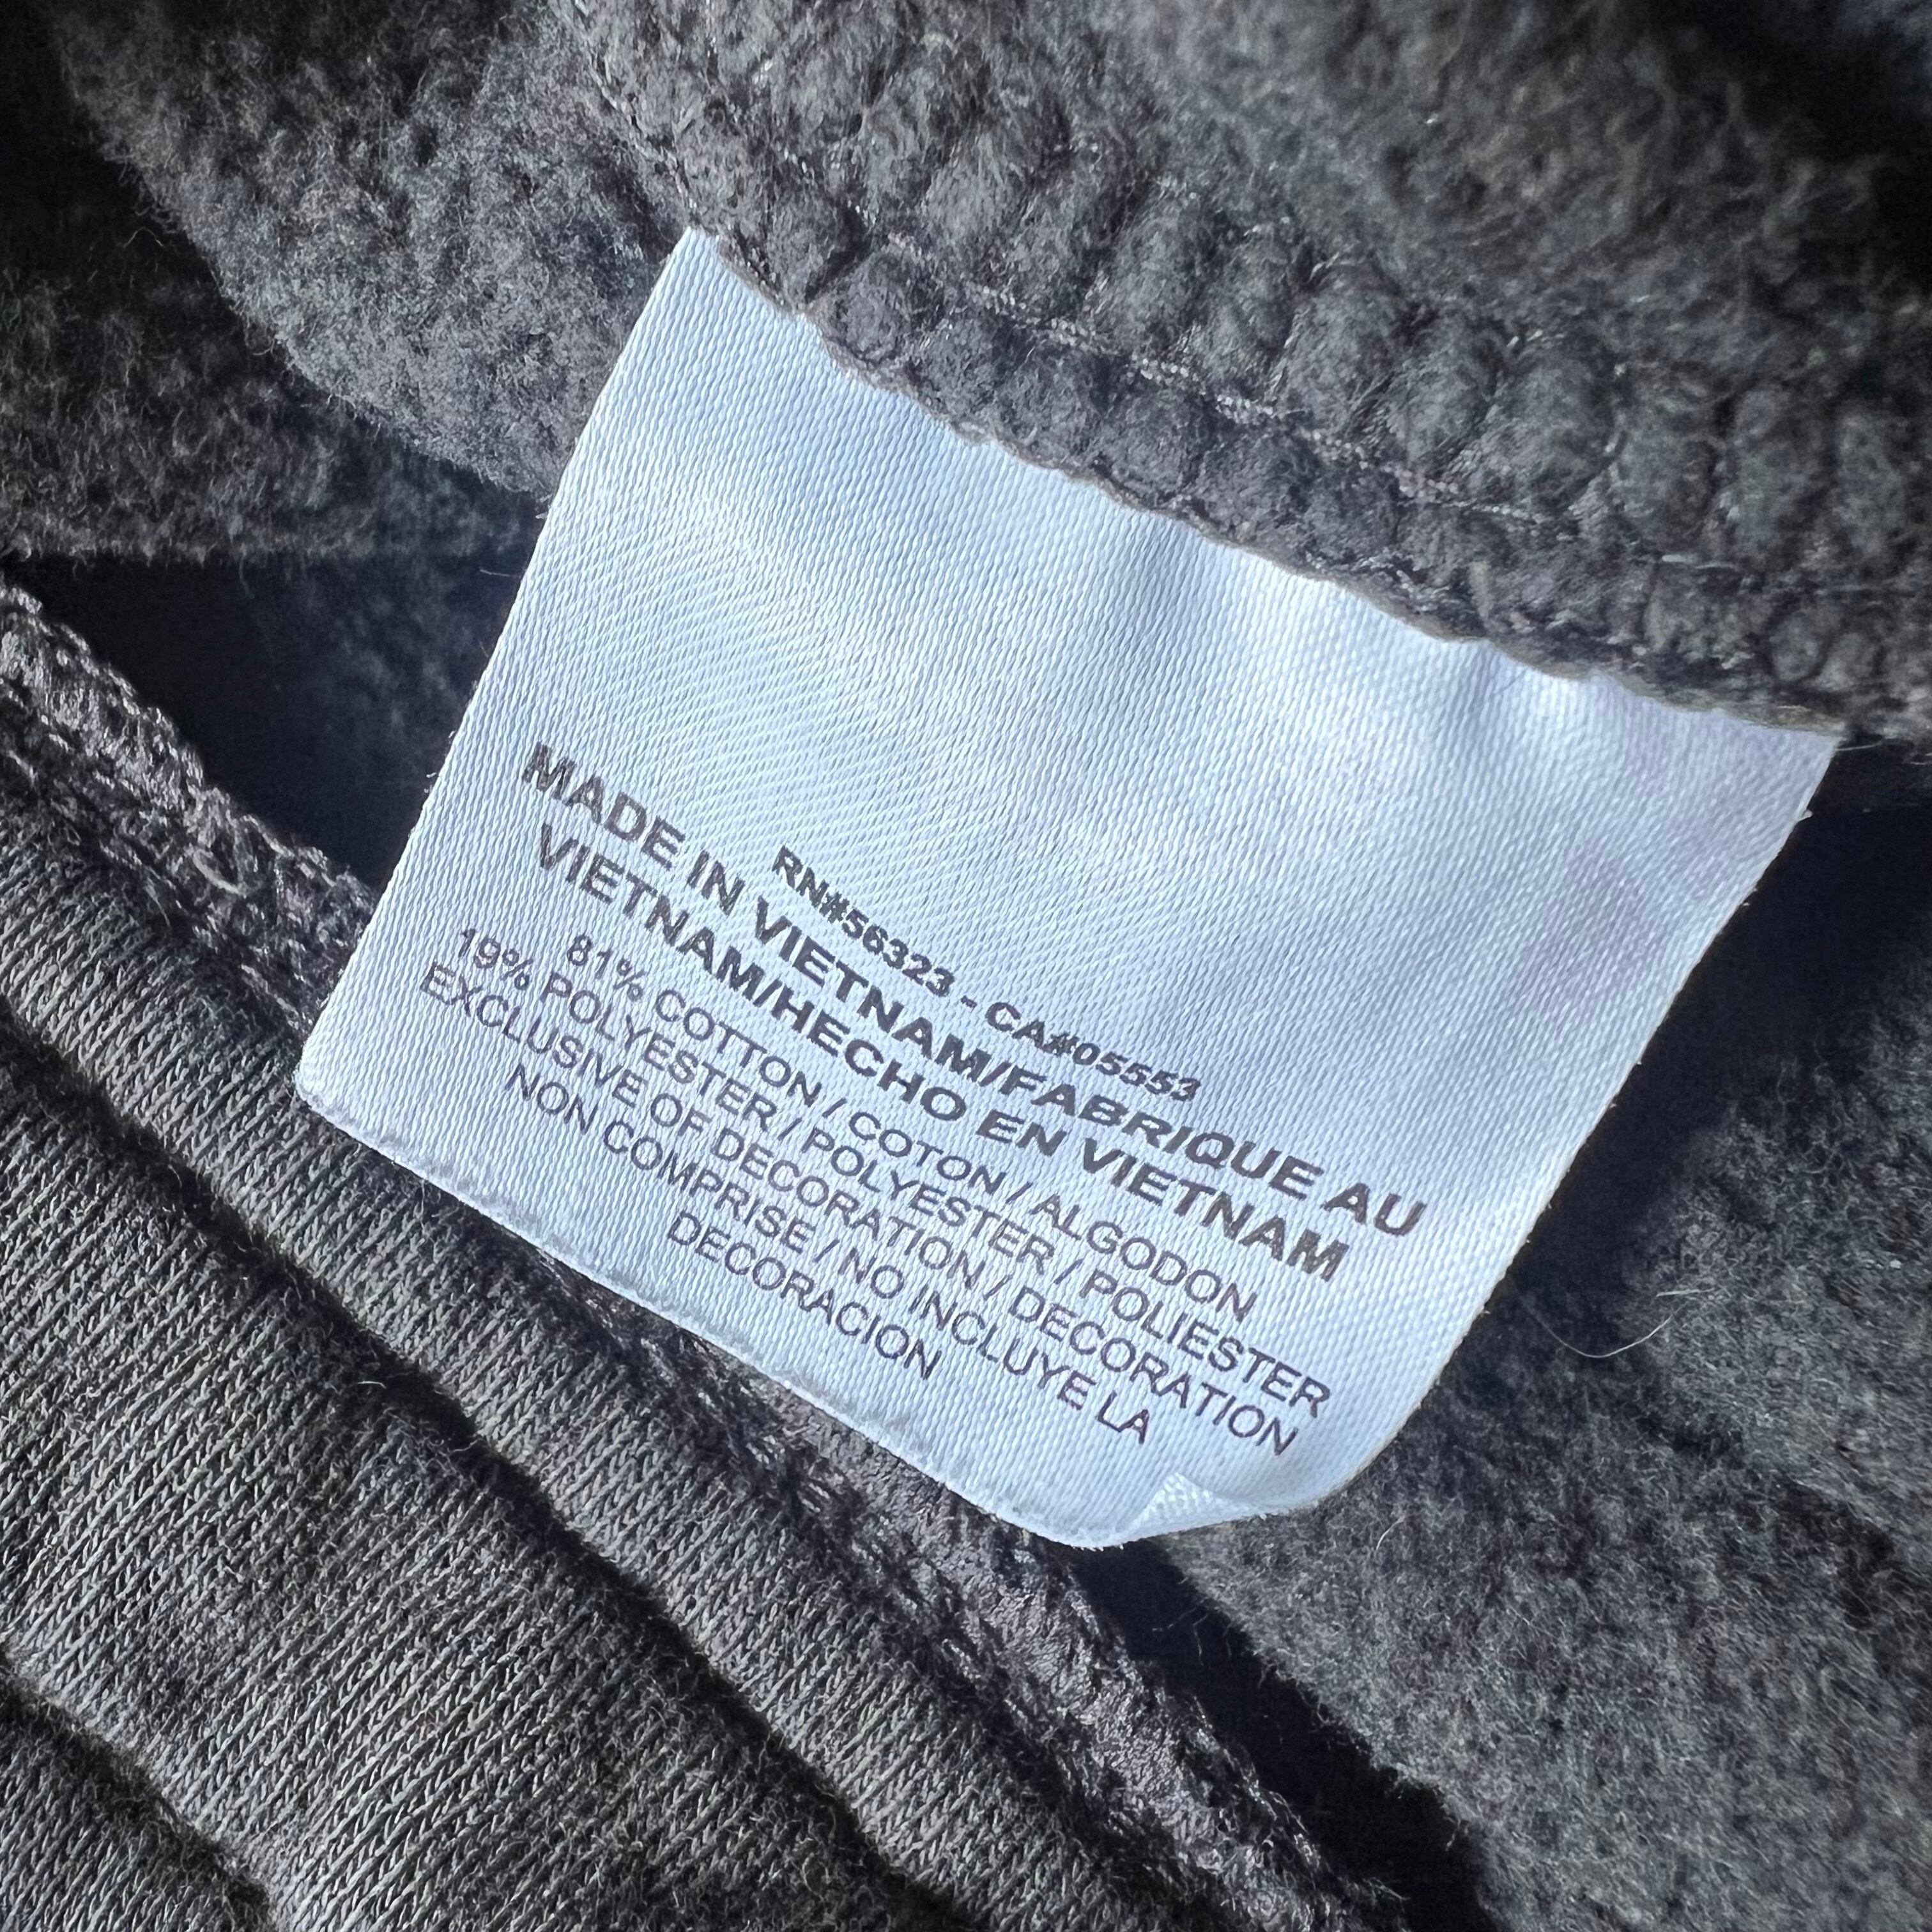 RN#56323 - CA#05553
MADE IN VIETNAM/FABRIQUE AU
VIETNAM/HECHO EN VIETNAM
81% COTTON / COTON / ALGODON
19% POLYESTER / POLYESTER / POLIESTER
EXCLUSIVE OF DECORATION / DECORATION
NON COMPRISE / NO INCLUYE LA
DECORACION